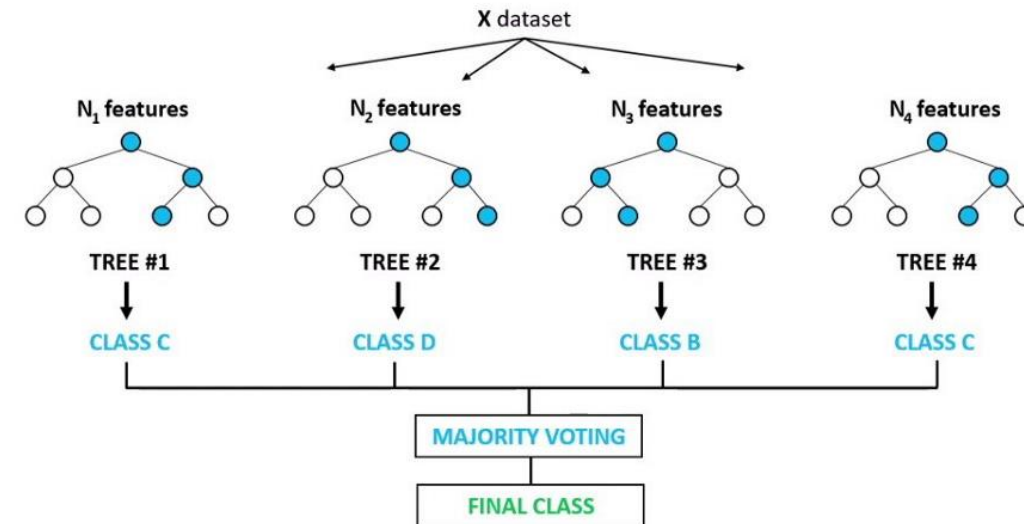 X dataset
N₁ features
N₂ features
N₃ features
N₄ features
TREE #1
TREE #2
TREE #3
TREE #4
CLASS C
CLASS D
CLASS B
CLASS C
MAJORITY VOTING
FINAL CLASS